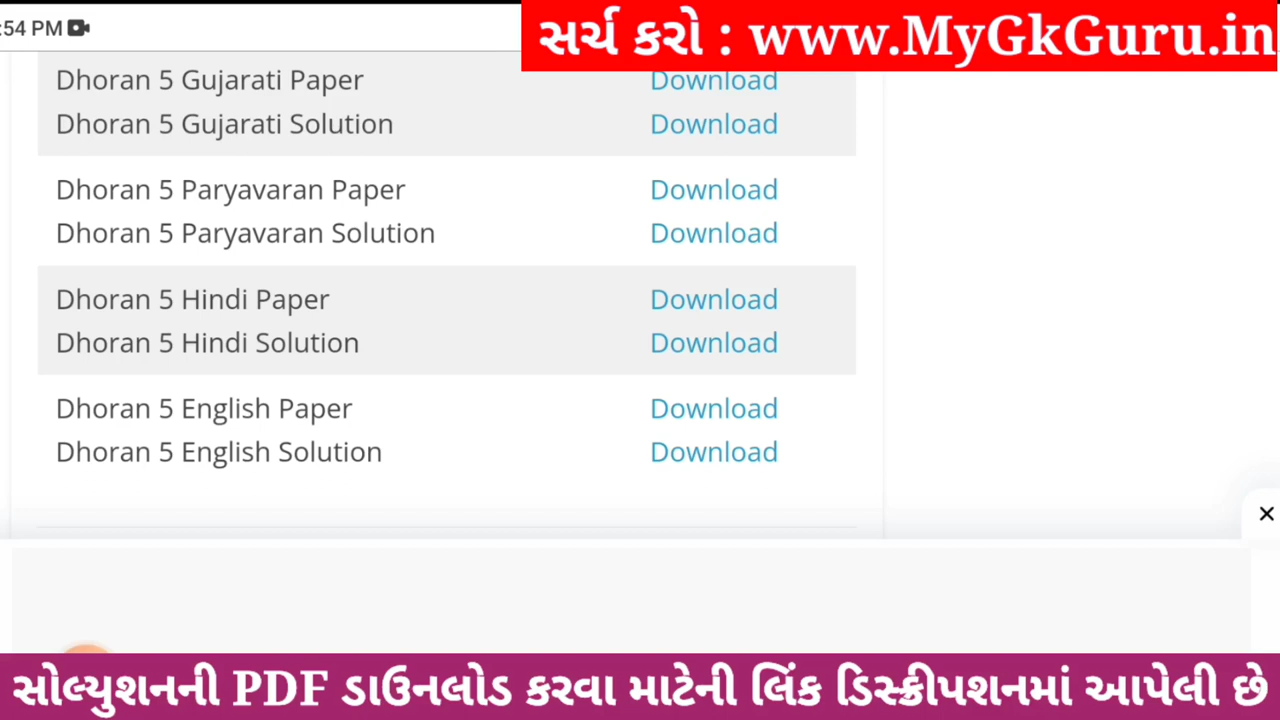 :54 PM
સર્ચ કરો : www.MyGkGuru.in
Dhoran 5 Gujarati Paper Download
Dhoran 5 Gujarati Solution Download
Dhoran 5 Paryavaran Paper Download
Dhoran 5 Paryavaran Solution Download
Dhoran 5 Hindi Paper Download
Dhoran 5 Hindi Solution Download
Dhoran 5 English Paper Download
Dhoran 5 English Solution Download
સોલ્યુશનની PDF ડાઉનલોડ કરવા માટેની લિંક ડિસ્ક્રીપશનમાં આપેલી છે